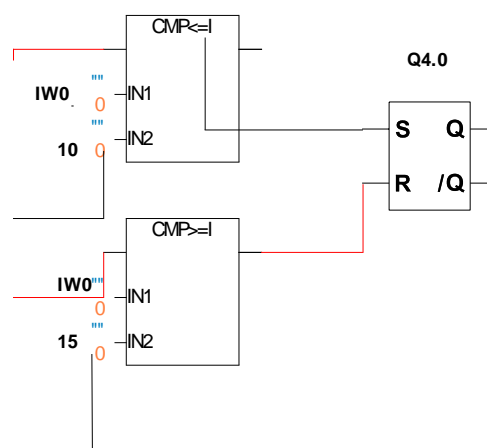 CMP<=I
Q4.0
""
IW0
IN1
0
""
10
IN2
0
S Q
R /Q
CMP>=I
IW0
""
IN1
0
""
15
IN2
0